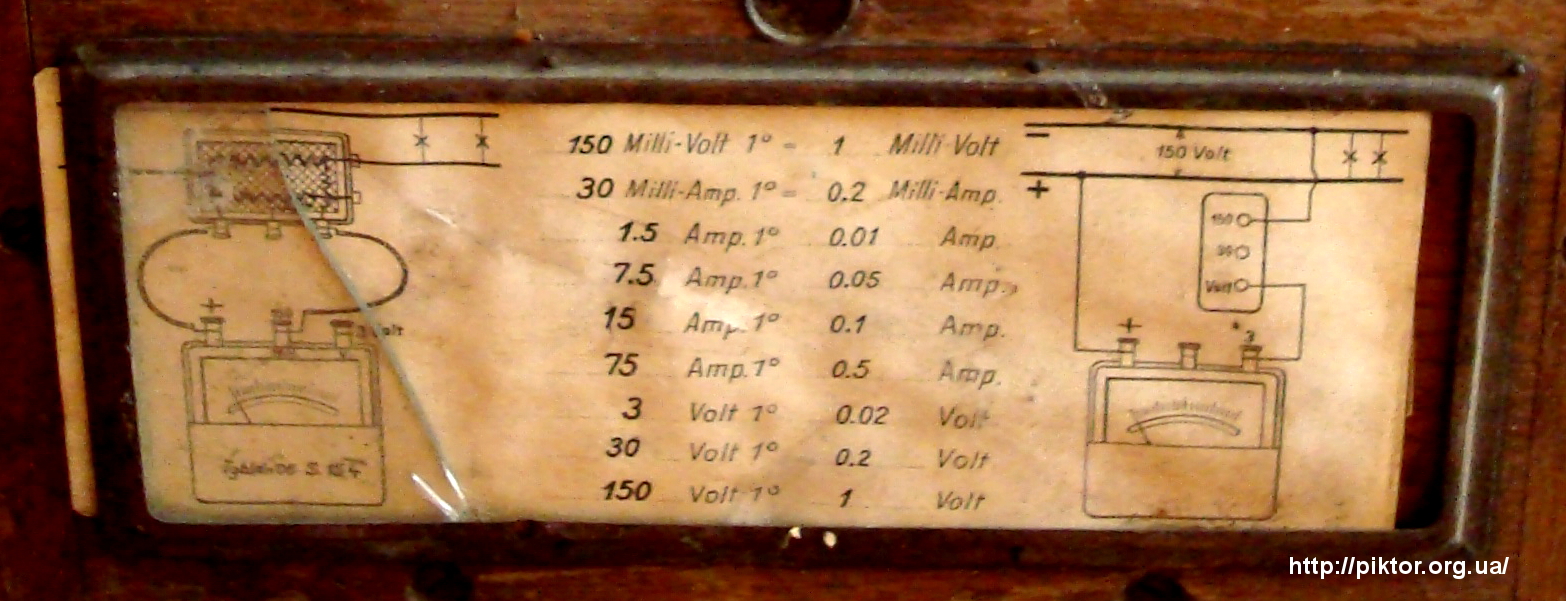 150 Milli-Volt 1° = 1 Milli Volt
30 Milli-Amp. 1° = 0.2 Milli-Amp.
1.5 Amp. 1° 0.01 Amp.
7.5 Amp. 1° 0.05 Amp.
15 Amp. 1° 0.1 Amp.
75 Amp. 1° 0.5 Amp.
3 Volt 1° 0.02 Volt
30 Volt 1° 0.2 Volt
150 Volt 1° 1 Volt
+
3 Volt
−
150 Volt
+
150
30
Volt
+
* 3
http://piktor.org.ua/